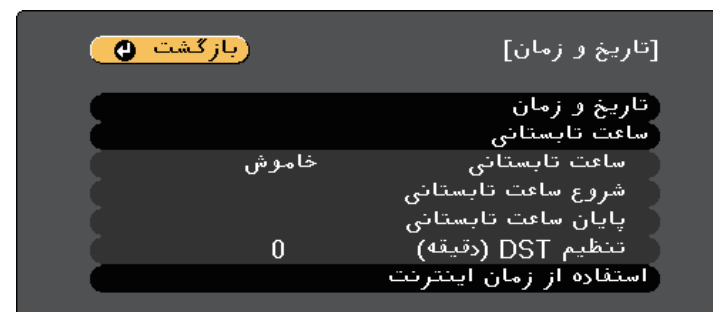 [تاریخ و زمان] بازگشت
تاریخ و زمان
ساعت تابستانی
ساعت تابستانی خاموش
شروع ساعت تابستانی
پایان ساعت تابستانی
تنظیم DST (دقیقه) 0
استفاده از زمان اینترنت